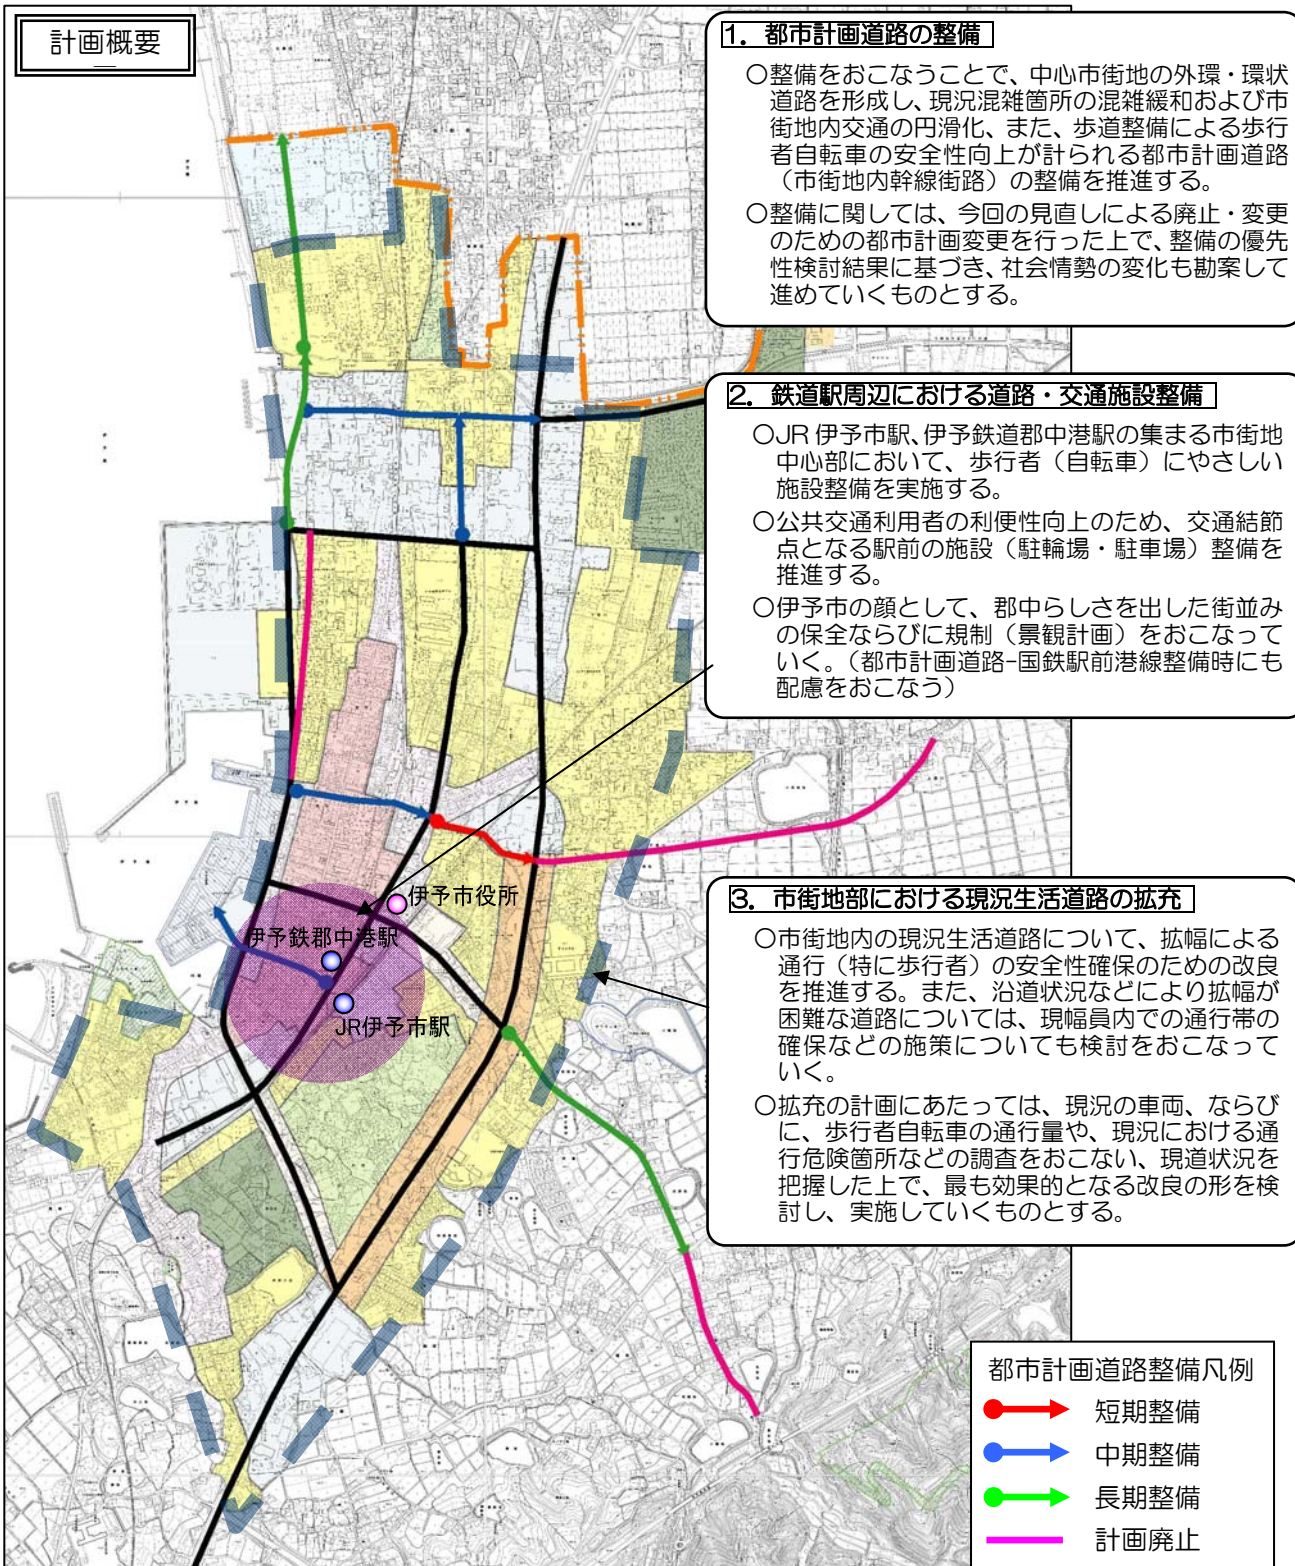 計画概要
1．都市計画道路の整備
○整備をおこなうことで、中心市街地の外環・環状
道路を形成し、現況混雑箇所の混雑緩和および市
街地内交通の円滑化、また、歩道整備による歩行
者自転車の安全性向上が計られる都市計画道路
（市街地内幹線街路）の整備を推進する。
○整備に関しては、今回の見直しによる廃止・変更
のための都市計画変更を行った上で、整備の優先
性検討結果に基づき、社会情勢の変化も勘案して
進めていくものとする。
2．鉄道駅周辺における道路・交通施設整備
○JR 伊予市駅、伊予鉄道郡中港駅の集まる市街地
中心部において、歩行者（自転車）にやさしい
施設整備を実施する。
○公共交通利用者の利便性向上のため、交通結節
点となる駅前の施設（駐輪場・駐車場）整備を
推進する。
○伊予市の顔として、郡中らしさを出した街並み
の保全ならびに規制（景観計画）をおこなって
いく。（都市計画道路-国鉄駅前港線整備時にも
配慮をおこなう）
伊予市役所
伊予鉄郡中港駅
JR伊予市駅
3．市街地部における現況生活道路の拡充
○市街地内の現況生活道路について、拡幅による
通行（特に歩行者）の安全性確保のための改良
を推進する。また、沿道状況などにより拡幅が
困難な道路については、現幅員内での通行帯の
確保などの施策についても検討をおこなって
いく。
○拡充の計画にあたっては、現況の車両、ならび
に、歩行者自転車の通行量や、現況における通
行危険箇所などの調査をおこない、現道状況を
把握した上で、最も効果的となる改良の形を検
討し、実施していくものとする。
都市計画道路整備凡例
短期整備
中期整備
長期整備
計画廃止